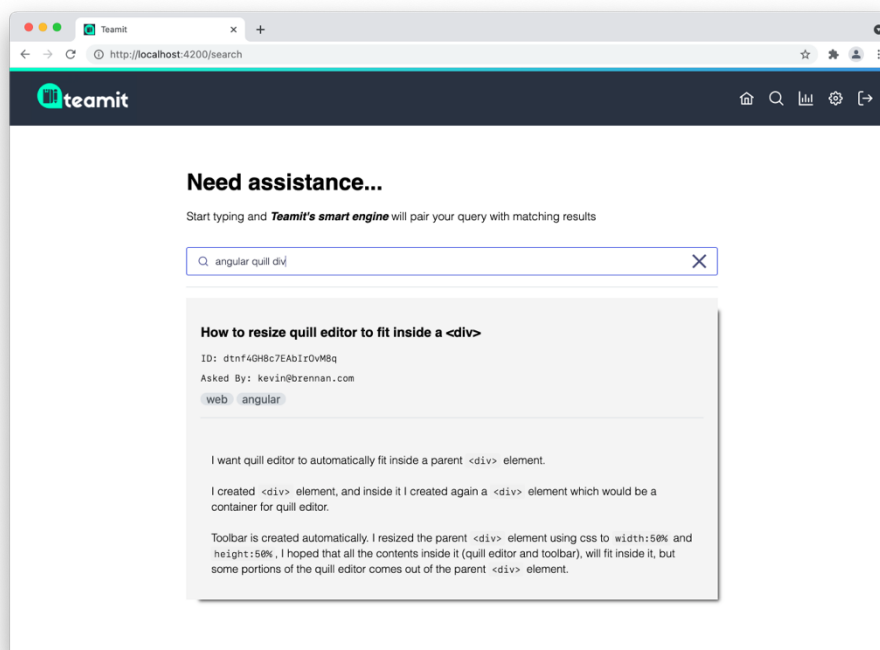 Teamit
http://localhost:4200/search
teamit
Need assistance...
Start typing and Teamit's smart engine will pair your query with matching results
angular quill div
How to resize quill editor to fit inside a <div>
ID: dtnf4GH8c7EAbIrOvM8q
Asked By: kevin@brennan.com
web angular
I want quill editor to automatically fit inside a parent <div> element.
I created <div> element, and inside it I created again a <div> element which would be a
container for quill editor.
Toolbar is created automatically. I resized the parent <div> element using css to width:50% and
height:50%, I hoped that all the contents inside it (quill editor and toolbar), will fit inside it, but
some portions of the quill editor comes out of the parent <div> element.